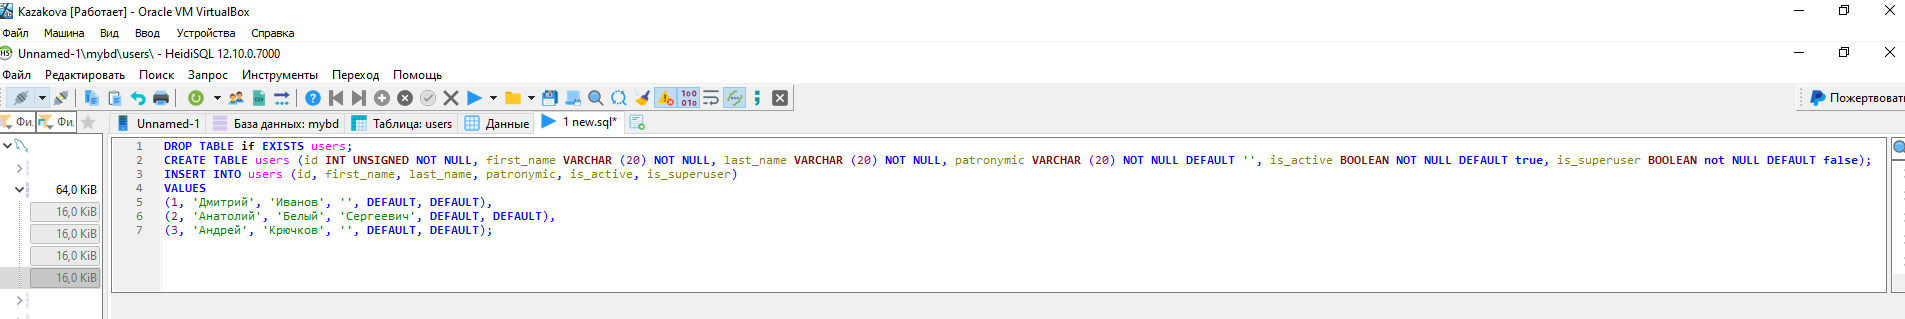 Kazakova [Работает] - Oracle VM VirtualBox
Файл Машина Вид Ввод Устройства Справка
Unnamed-1\mybd\users\ - HeidiSQL 12.10.0.7000
Файл Редактировать Поиск Запрос Инструменты Переход Помощь
Пожертвоват
Фи. Фи. Unnamed-1 База данных: mybd Таблица: users Данные 1 new.sql*
1 DROP TABLE if EXISTS users;
2 CREATE TABLE users (id INT UNSIGNED NOT NULL, first_name VARCHAR (20) NOT NULL, last_name VARCHAR (20) NOT NULL, patronymic VARCHAR (20) NOT NULL DEFAULT '', is_active BOOLEAN NOT NULL DEFAULT true, is_superuser BOOLEAN not NULL DEFAULT false);
3 INSERT INTO users (id, first_name, last_name, patronymic, is_active, is_superuser)
64,0 KiB 4 VALUES
16,0 KiB 5 (1, 'Дмитрий', 'Иванов', '', DEFAULT, DEFAULT),
16,0 KiB 6 (2, 'Анатолий', 'Белый', 'Сергеевич', DEFAULT, DEFAULT),
16,0 KiB 7 (3, 'Андрей', 'Крючков', '', DEFAULT, DEFAULT);
16,0 KiB